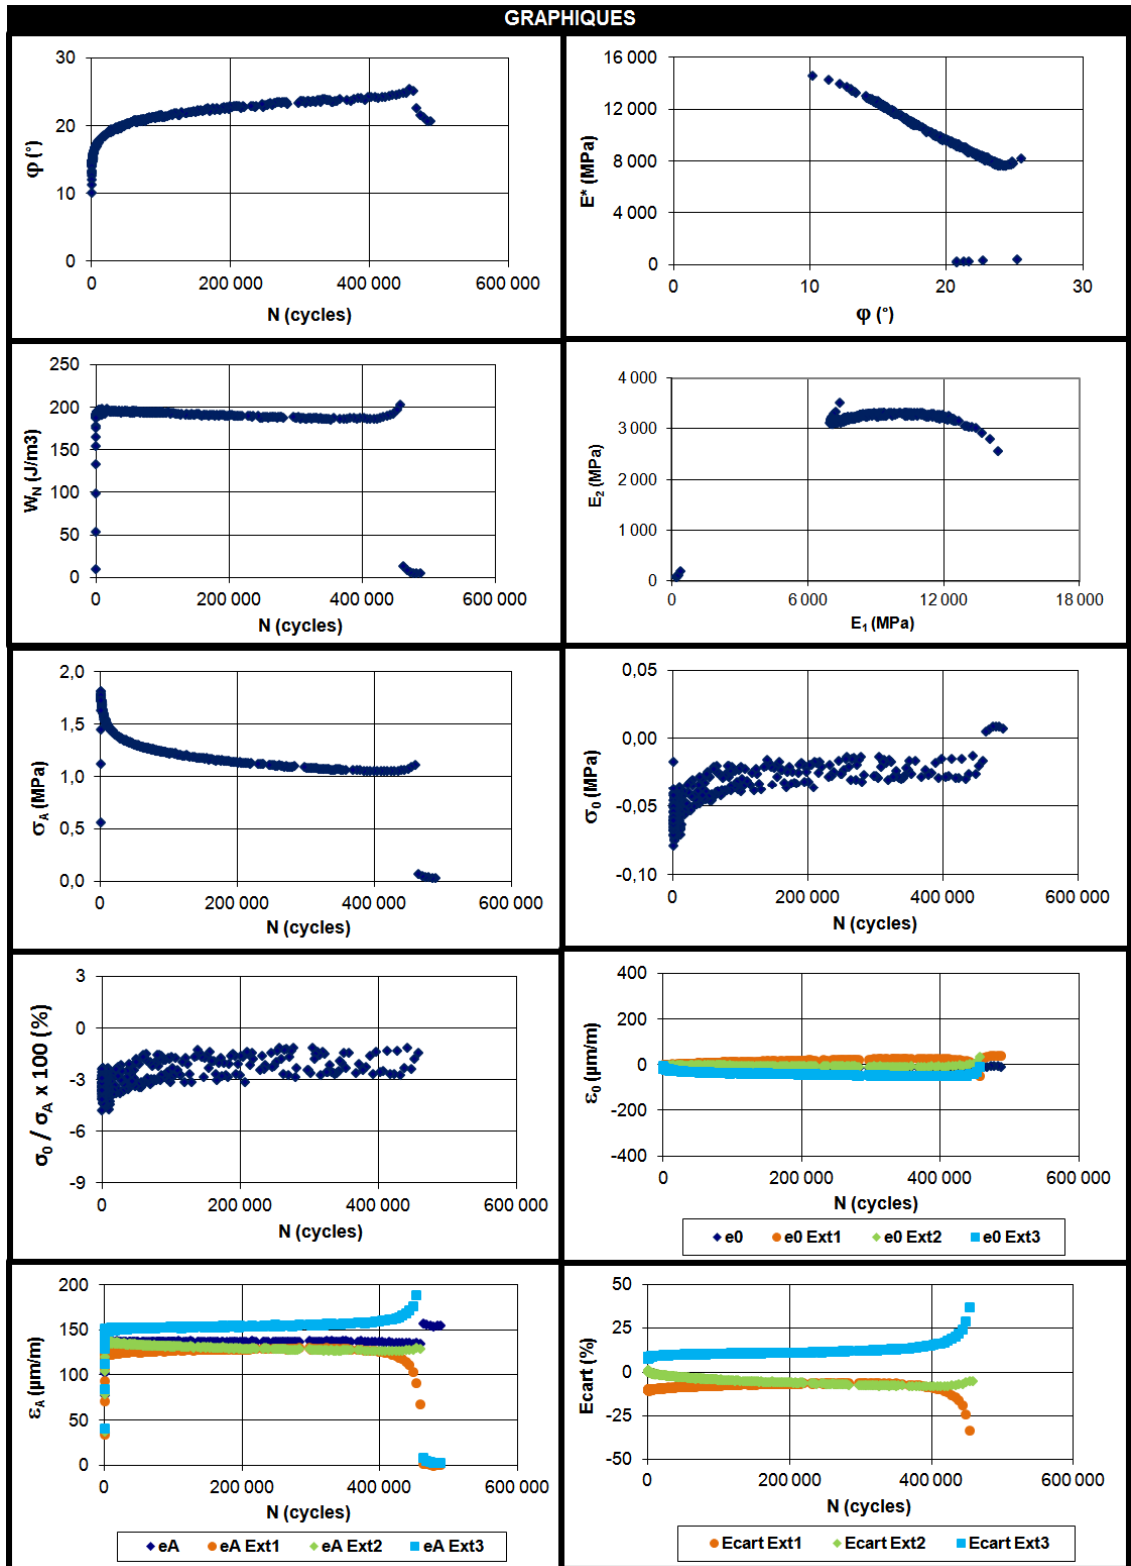 GRAPHIQUES
30
20
10
0
φ (°)
0 200 000 400 000 600 000
N (cycles)
16 000
12 000
8 000
4 000
0
E* (MPa)
0 10 20 30
φ (°)
250
200
150
100
50
0
W_N (J/m3)
0 200 000 400 000 600 000
N (cycles)
4 000
3 000
2 000
1 000
0
E₂ (MPa)
0 6 000 12 000 18 000
E₁ (MPa)
2,0
1,5
1,0
0,5
0,0
σ_A (MPa)
0 200 000 400 000 600 000
N (cycles)
0,05
0,00
-0,05
-0,10
σ₀ (MPa)
0 200 000 400 000 600 000
N (cycles)
3
0
-3
-6
-9
σ₀ / σ_A x 100 (%)
0 200 000 400 000 600 000
N (cycles)
400
200
0
-200
-400
ε₀ (µm/m)
0 200 000 400 000 600 000
N (cycles)
e0 e0 Ext1 e0 Ext2 e0 Ext3
200
150
100
50
0
ε_A (µm/m)
0 200 000 400 000 600 000
N (cycles)
eA eA Ext1 eA Ext2 eA Ext3
50
25
0
-25
-50
Ecart (%)
0 200 000 400 000 600 000
N (cycles)
Ecart Ext1 Ecart Ext2 Ecart Ext3